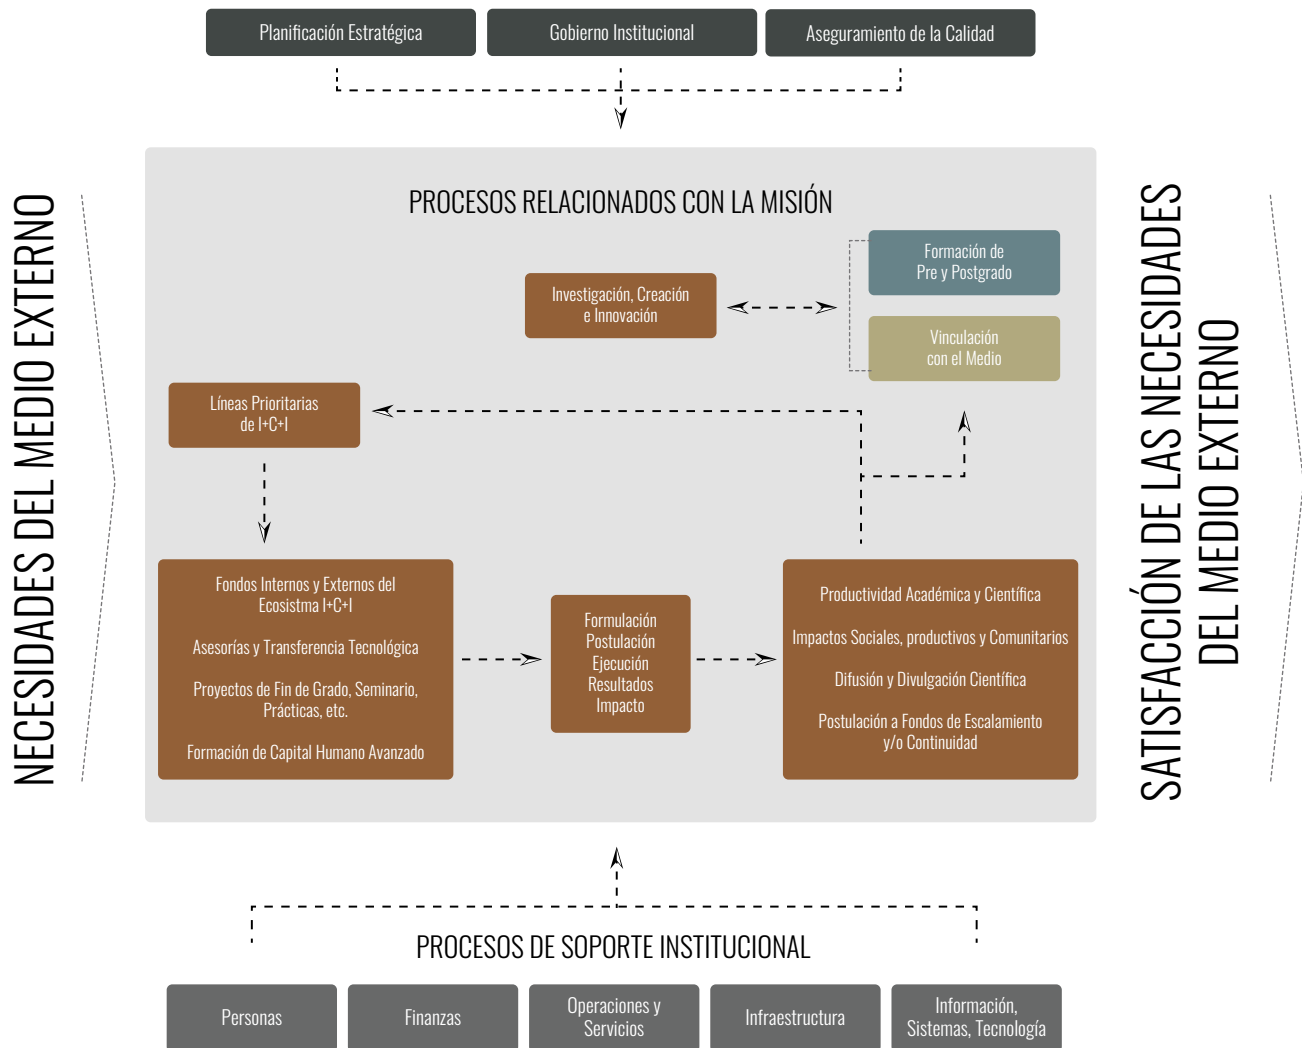 Planificación Estratégica
Gobierno Institucional
Aseguramiento de la Calidad
NECESIDADES DEL MEDIO EXTERNO
PROCESOS RELACIONADOS CON LA MISIÓN
Formación de
Pre y Postgrado
Investigación, Creación
e Innovación
Vinculación
con el Medio
Líneas Prioritarias
de I+C+I
Fondos Internos y Externos del
Ecosistma I+C+I
Asesorías y Transferencia Tecnológica
Proyectos de Fin de Grado, Seminario,
Prácticas, etc.
Formación de Capital Humano Avanzado
Formulación
Postulación
Ejecución
Resultados
Impacto
Productividad Académica y Científica
Impactos Sociales, productivos y Comunitarios
Difusión y Divulgación Científica
Postulación a Fondos de Escalamiento
y/o Continuidad
SATISFACCIÓN DE LAS NECESIDADES
DEL MEDIO EXTERNO
PROCESOS DE SOPORTE INSTITUCIONAL
Personas
Finanzas
Operaciones y
Servicios
Infraestructura
Información,
Sistemas, Tecnología